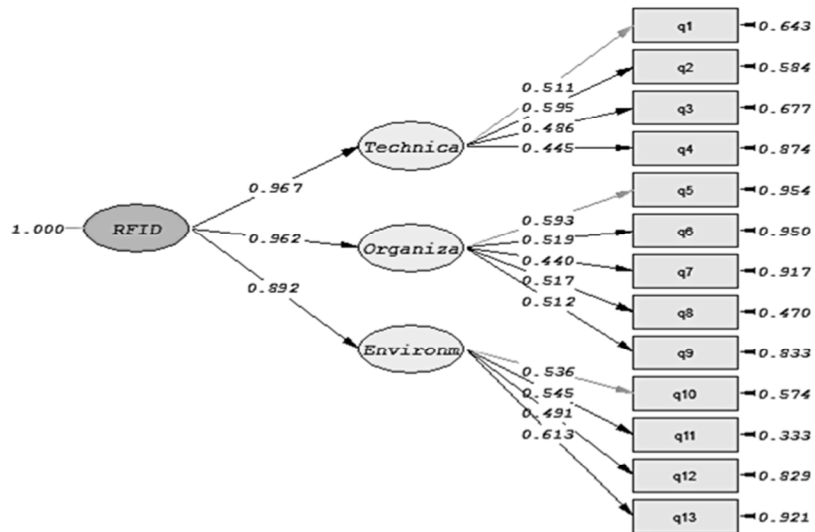 q1 0.643
q2 0.584
0.511
0.595
q3 0.677
0.486
Technica
0.445
q4 0.874
0.967
q5 0.954
0.593
1.000 RFID
0.519
q6 0.950
0.962
Organiza
0.440
q7 0.917
0.517
0.892
0.512
q8 0.470
q9 0.833
Environm
0.536
q10 0.574
0.545
0.491
q11 0.333
0.613
q12 0.829
q13 0.921